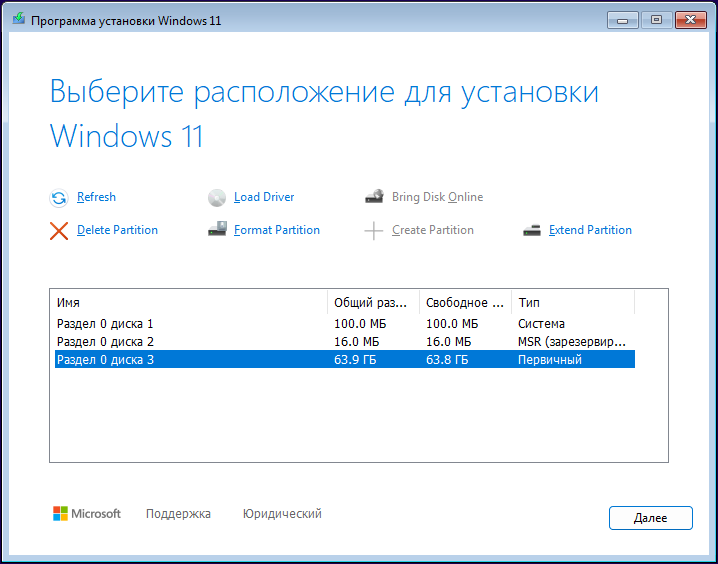 Программа установки Windows 11
Выберите расположение для установки
Windows 11
Refresh Load Driver Bring Disk Online
Delete Partition Format Partition Create Partition Extend Partition
Имя Общий раз... Свободное ... Тип
Раздел 0 диска 1 100.0 МБ 100.0 МБ Система
Раздел 0 диска 2 16.0 МБ 16.0 МБ MSR (зарезервир...
Раздел 0 диска 3 63.9 ГБ 63.8 ГБ Первичный
Microsoft Поддержка Юридический
Далее